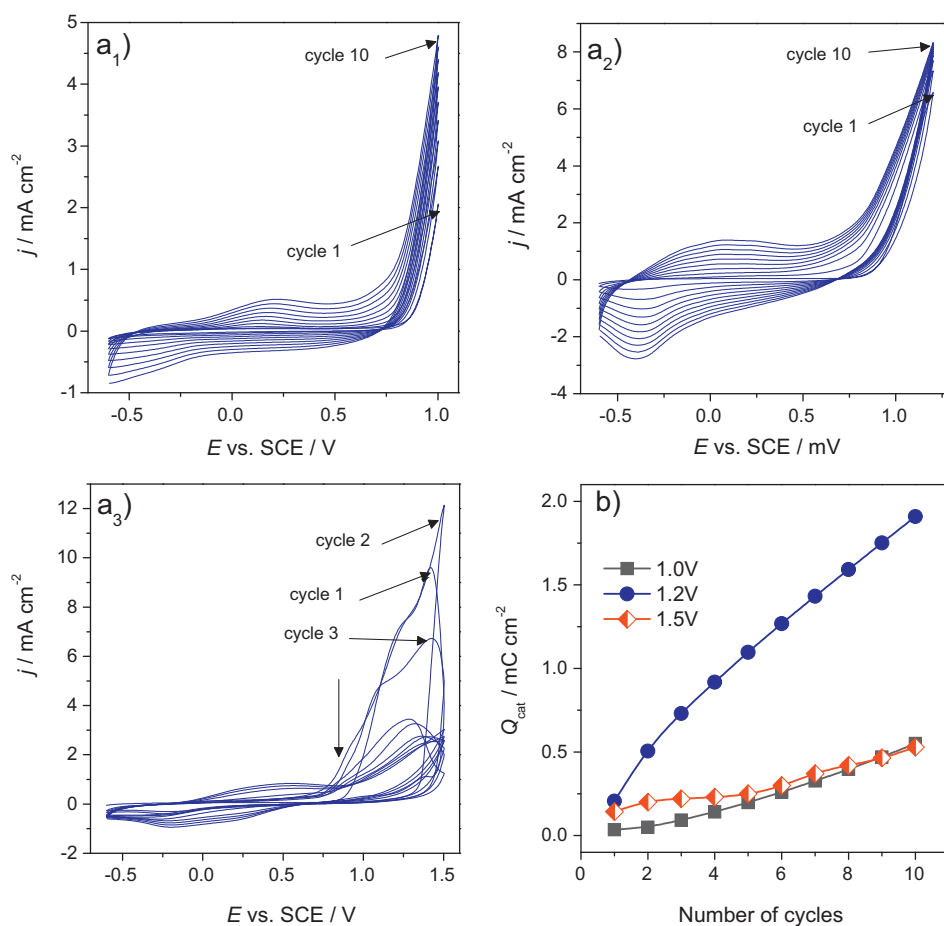 a₁)
cycle 10
cycle 1
j / mA cm⁻²
5
4
3
2
1
0
-1
-0.5 0.0 0.5 1.0
E vs. SCE / V
a₂)
cycle 10
cycle 1
j / mA cm⁻²
8
6
4
2
0
-2
-4
-0.5 0.0 0.5 1.0
E vs. SCE / mV
a₃)
cycle 2
cycle 1
cycle 3
j / mA cm⁻²
12
10
8
6
4
2
0
-2
-0.5 0.0 0.5 1.0 1.5
E vs. SCE / V
b)
1.0V
1.2V
1.5V
Q_cat / mC cm⁻²
2.0
1.5
1.0
0.5
0.0
0 2 4 6 8 10
Number of cycles